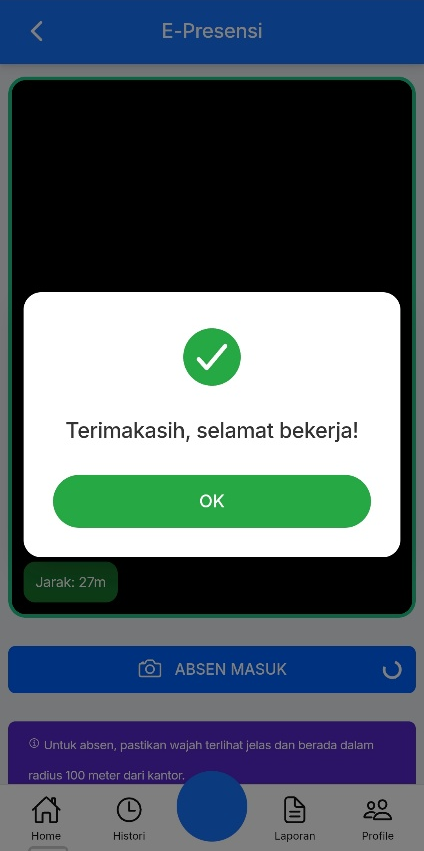 E-Presensi
Terimakasih, selamat bekerja!
OK
Jarak: 27m
ABSEN MASUK
Untuk absen, pastikan wajah terlihat jelas dan berada dalam
radius 100 meter dari kantor.
Home Histori Laporan Profile